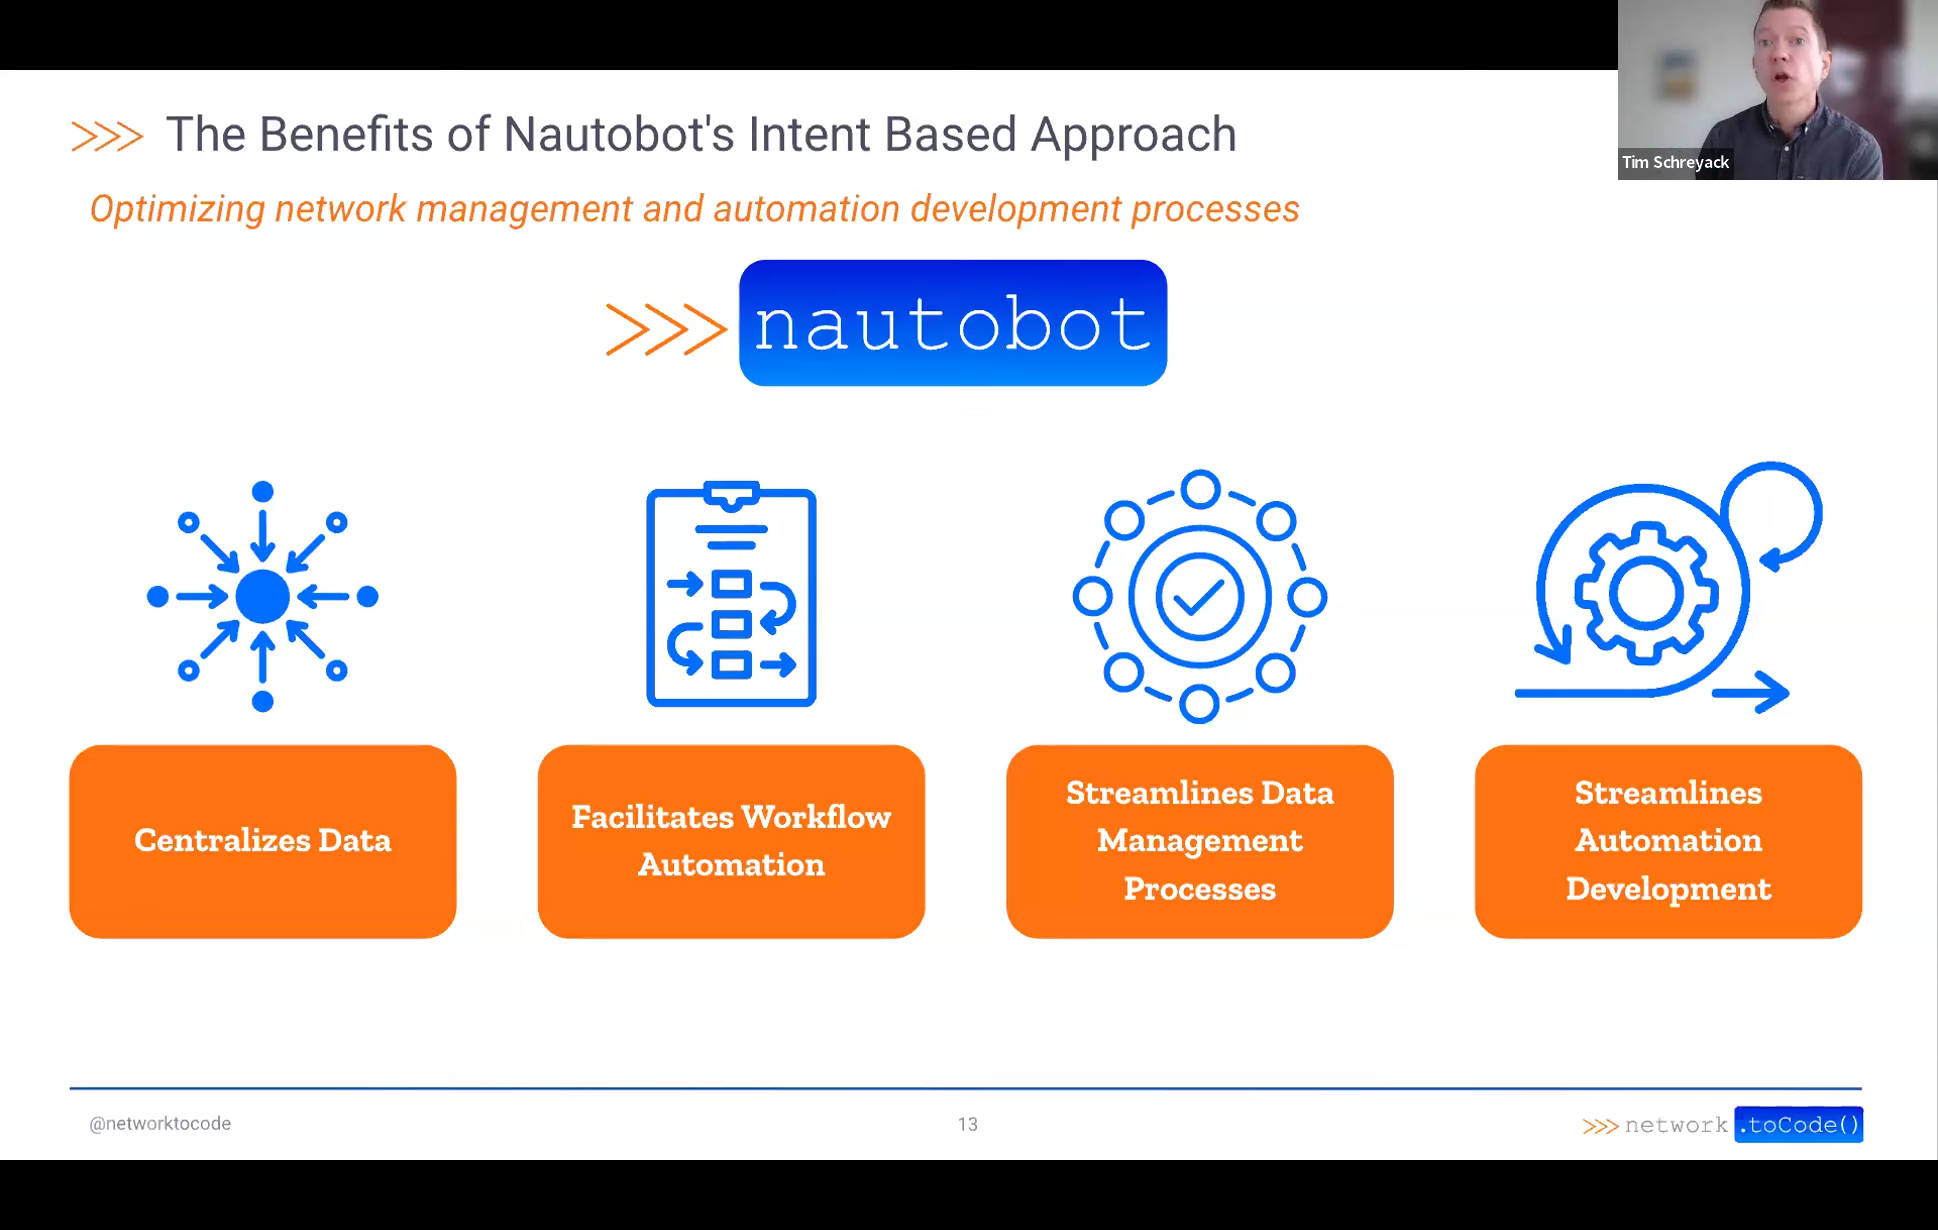 Tim Schreyack
>>> The Benefits of Nautobot's Intent Based Approach
Optimizing network management and automation development processes
>>> nautobot
Centralizes Data
Facilitates Workflow
Automation
Streamlines Data
Management
Processes
Streamlines
Automation
Development
@networktocode
13
>>> network .toCode()